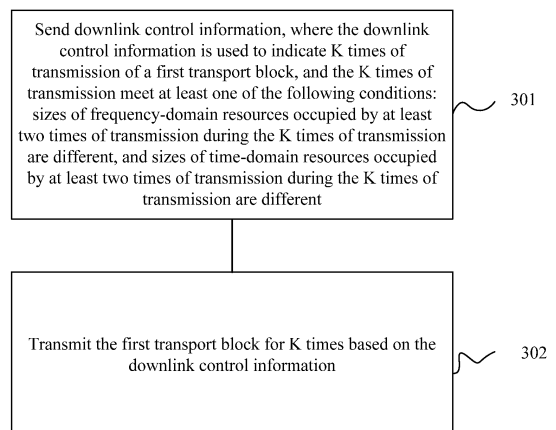 Send downlink control information, where the downlink
control information is used to indicate K times of
transmission of a first transport block, and the K times of
transmission meet at least one of the following conditions:
sizes of frequency-domain resources occupied by at least
two times of transmission during the K times of transmission
are different, and sizes of time-domain resources occupied
by at least two times of transmission during the K times of
transmission are different
301
Transmit the first transport block for K times based on the
downlink control information
302